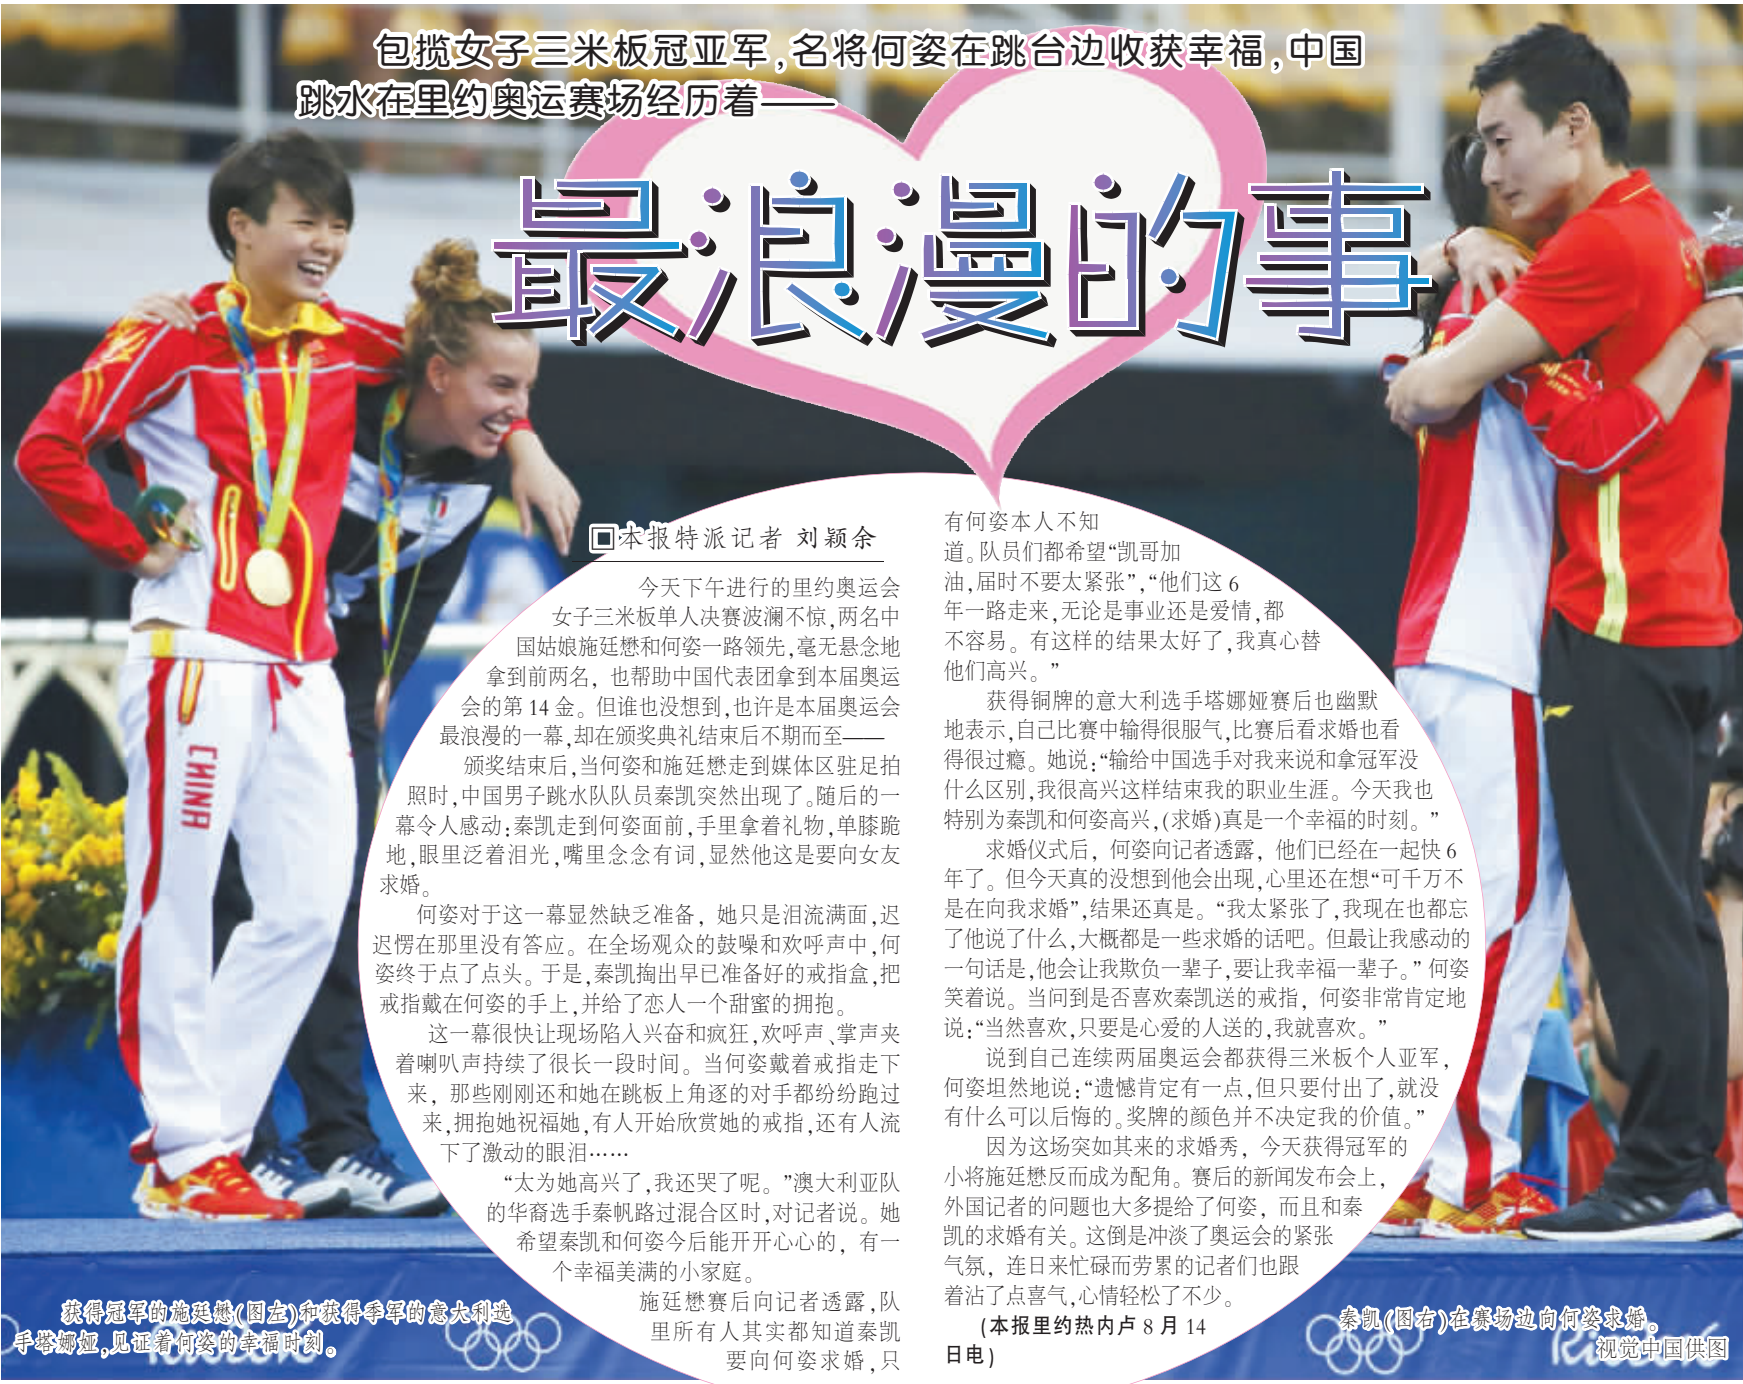 包揽女子三米板冠亚军,名将何姿在跳台边收获幸福,中国
跳水在里约奥运赛场经历着——
最浪漫的事
回本报特派记者 刘颖余
今天下午进行的里约奥运会
女子三米板单人决赛波澜不惊,两名中
国姑娘施廷懋和何姿一路领先,毫无悬念地
拿到前两名, 也帮助中国代表团拿到本届奥运
会的第 14 金。但谁也没想到,也许是本届奥运会
最浪漫的一幕,却在颁奖典礼结束后不期而至——
颁奖结束后,当何姿和施廷懋走到媒体区驻足拍
照时,中国男子跳水队队员秦凯突然出现了。随后的一
幕令人感动:秦凯走到何姿面前,手里拿着礼物,单膝跪
地,眼里泛着泪光,嘴里念念有词,显然他这是要向女友
求婚。
何姿对于这一幕显然缺乏准备, 她只是泪流满面,迟
迟愣在那里没有答应。在全场观众的鼓噪和欢呼声中,何
姿终于点了点头。于是,秦凯掏出早已准备好的戒指盒,把
戒指戴在何姿的手上,并给了恋人一个甜蜜的拥抱。
这一幕很快让现场陷入兴奋和疯狂,欢呼声、掌声夹
着喇叭声持续了很长一段时间。当何姿戴着戒指走下
来, 那些刚刚还和她在跳板上角逐的对手都纷纷跑过
来,拥抱她祝福她,有人开始欣赏她的戒指,还有人流
下了激动的眼泪……
“太为她高兴了,我还哭了呢。”澳大利亚队
的华裔选手秦帆路过混合区时,对记者说。她
希望秦凯和何姿今后能开开心心的, 有一
个幸福美满的小家庭。
施廷懋赛后向记者透露,队
里所有人其实都知道秦凯
要向何姿求婚,只
有何姿本人不知
道。队员们都希望“凯哥加
油,届时不要太紧张”,“他们这 6
年一路走来,无论是事业还是爱情,都
不容易。有这样的结果太好了,我真心替
他们高兴。”
获得铜牌的意大利选手塔娜娅赛后也幽默
地表示,自己比赛中输得很服气,比赛后看求婚也看
得很过瘾。她说:“输给中国选手对我来说和拿冠军没
什么区别,我很高兴这样结束我的职业生涯。今天我也
特别为秦凯和何姿高兴,(求婚)真是一个幸福的时刻。”
求婚仪式后, 何姿向记者透露, 他们已经在一起快 6
年了。但今天真的没想到他会出现,心里还在想“可千万不
是在向我求婚”,结果还真是。“我太紧张了,我现在也都忘
了他说了什么,大概都是一些求婚的话吧。但最让我感动的
一句话是,他会让我欺负一辈子,要让我幸福一辈子。”何姿
笑着说。当问到是否喜欢秦凯送的戒指, 何姿非常肯定地
说:“当然喜欢,只要是心爱的人送的,我就喜欢。”
说到自己连续两届奥运会都获得三米板个人亚军,
何姿坦然地说:“遗憾肯定有一点,但只要付出了,就没
有什么可以后悔的。奖牌的颜色并不决定我的价值。”
因为这场突如其来的求婚秀, 今天获得冠军的
小将施廷懋反而成为配角。赛后的新闻发布会上,
外国记者的问题也大多提给了何姿, 而且和秦
凯的求婚有关。这倒是冲淡了奥运会的紧张
气氛, 连日来忙碌而劳累的记者们也跟
着沾了点喜气,心情轻松了不少。
(本报里约热内卢 8 月 14
日电)
CHINA
获得冠军的施廷懋(图左)和获得季军的意大利选
手塔娜娅,见证着何姿的幸福时刻。
秦凯(图右)在赛场边向何姿求婚。
视觉中国供图